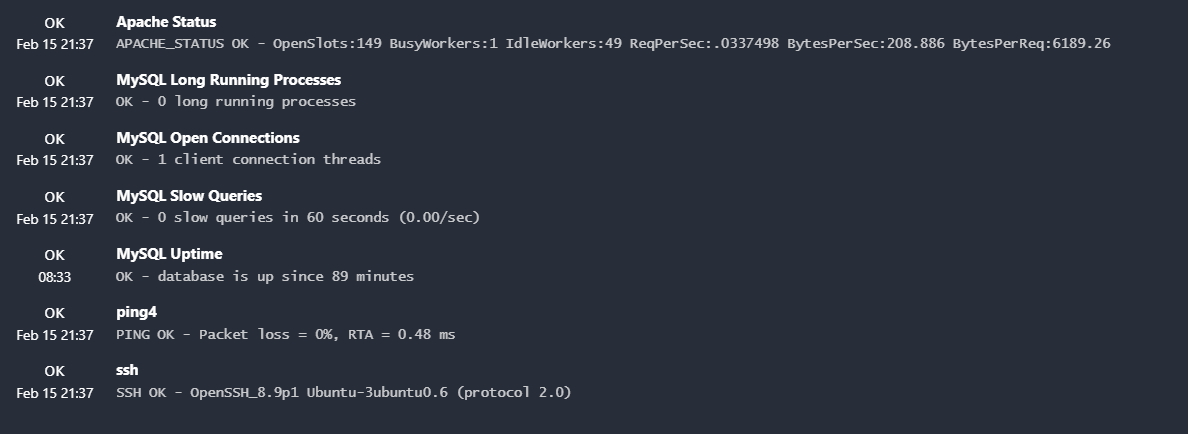 OK Apache Status
Feb 15 21:37 APACHE_STATUS OK - OpenSlots:149 BusyWorkers:1 IdleWorkers:49 ReqPerSec:.0337498 BytesPerSec:208.886 BytesPerReq:6189.26
OK MySQL Long Running Processes
Feb 15 21:37 OK - 0 long running processes
OK MySQL Open Connections
Feb 15 21:37 OK - 1 client connection threads
OK MySQL Slow Queries
Feb 15 21:37 OK - 0 slow queries in 60 seconds (0.00/sec)
OK MySQL Uptime
08:33 OK - database is up since 89 minutes
OK ping4
Feb 15 21:37 PING OK - Packet loss = 0%, RTA = 0.48 ms
OK ssh
Feb 15 21:37 SSH OK - OpenSSH_8.9p1 Ubuntu-3ubuntu0.6 (protocol 2.0)